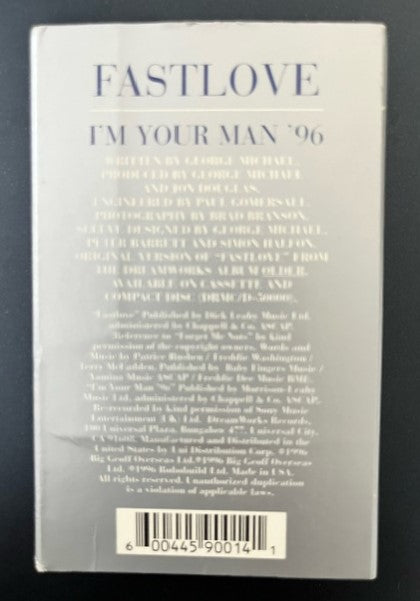 FASTLOVE
I'M YOUR MAN '96
WRITTEN BY GEORGE MICHAEL.
PRODUCED BY GEORGE MICHAEL
AND JON DOUGLAS.
ENGINEERED BY PAUL GOMERSALL.
PHOTOGRAPHY BY BRAD BRANSON.
SLEEVE DESIGNED BY GEORGE MICHAEL,
PETER BARRETT AND SIMON HALFON.
ORIGINAL VERSION OF "FASTLOVE" FROM
THE DREAMWORKS ALBUM OLDER.
AVAILABLE ON CASSETTE AND
COMPACT DISC (DRMC/D-50000).
"Fastlove" Published by Dick Leahy Music Ltd.
administered by Chappell & Co. ASCAP.
Reference to "Forget Me Nots" by kind
permission of the copyright owners. Words and
Music by Patrice Rushen / Freddie Washington /
Terry McFadden. Published by Baby Fingers Music /
Yamina Music ASCAP / Freddie Dee Music BMI.
"I'm Your Man '96" Published by Morrison-Leahy
Music Ltd, administered by Chappell & Co. ASCAP.
Re-recorded by kind permission of Sony Music
Entertainment (UK) Ltd. DreamWorks Records,
100 Universal Plaza, Bungalow 477, Universal City,
CA 91608. Manufactured and Distributed in the
United States by Uni Distribution Corp. ℗1996
Big Geoff Overseas Ltd. ©1996 Big Geoff Overseas
Ltd. ©1996 Robobuild Ltd. Made in USA.
All rights reserved. Unauthorized duplication
is a violation of applicable laws.
6 00445 90014 1